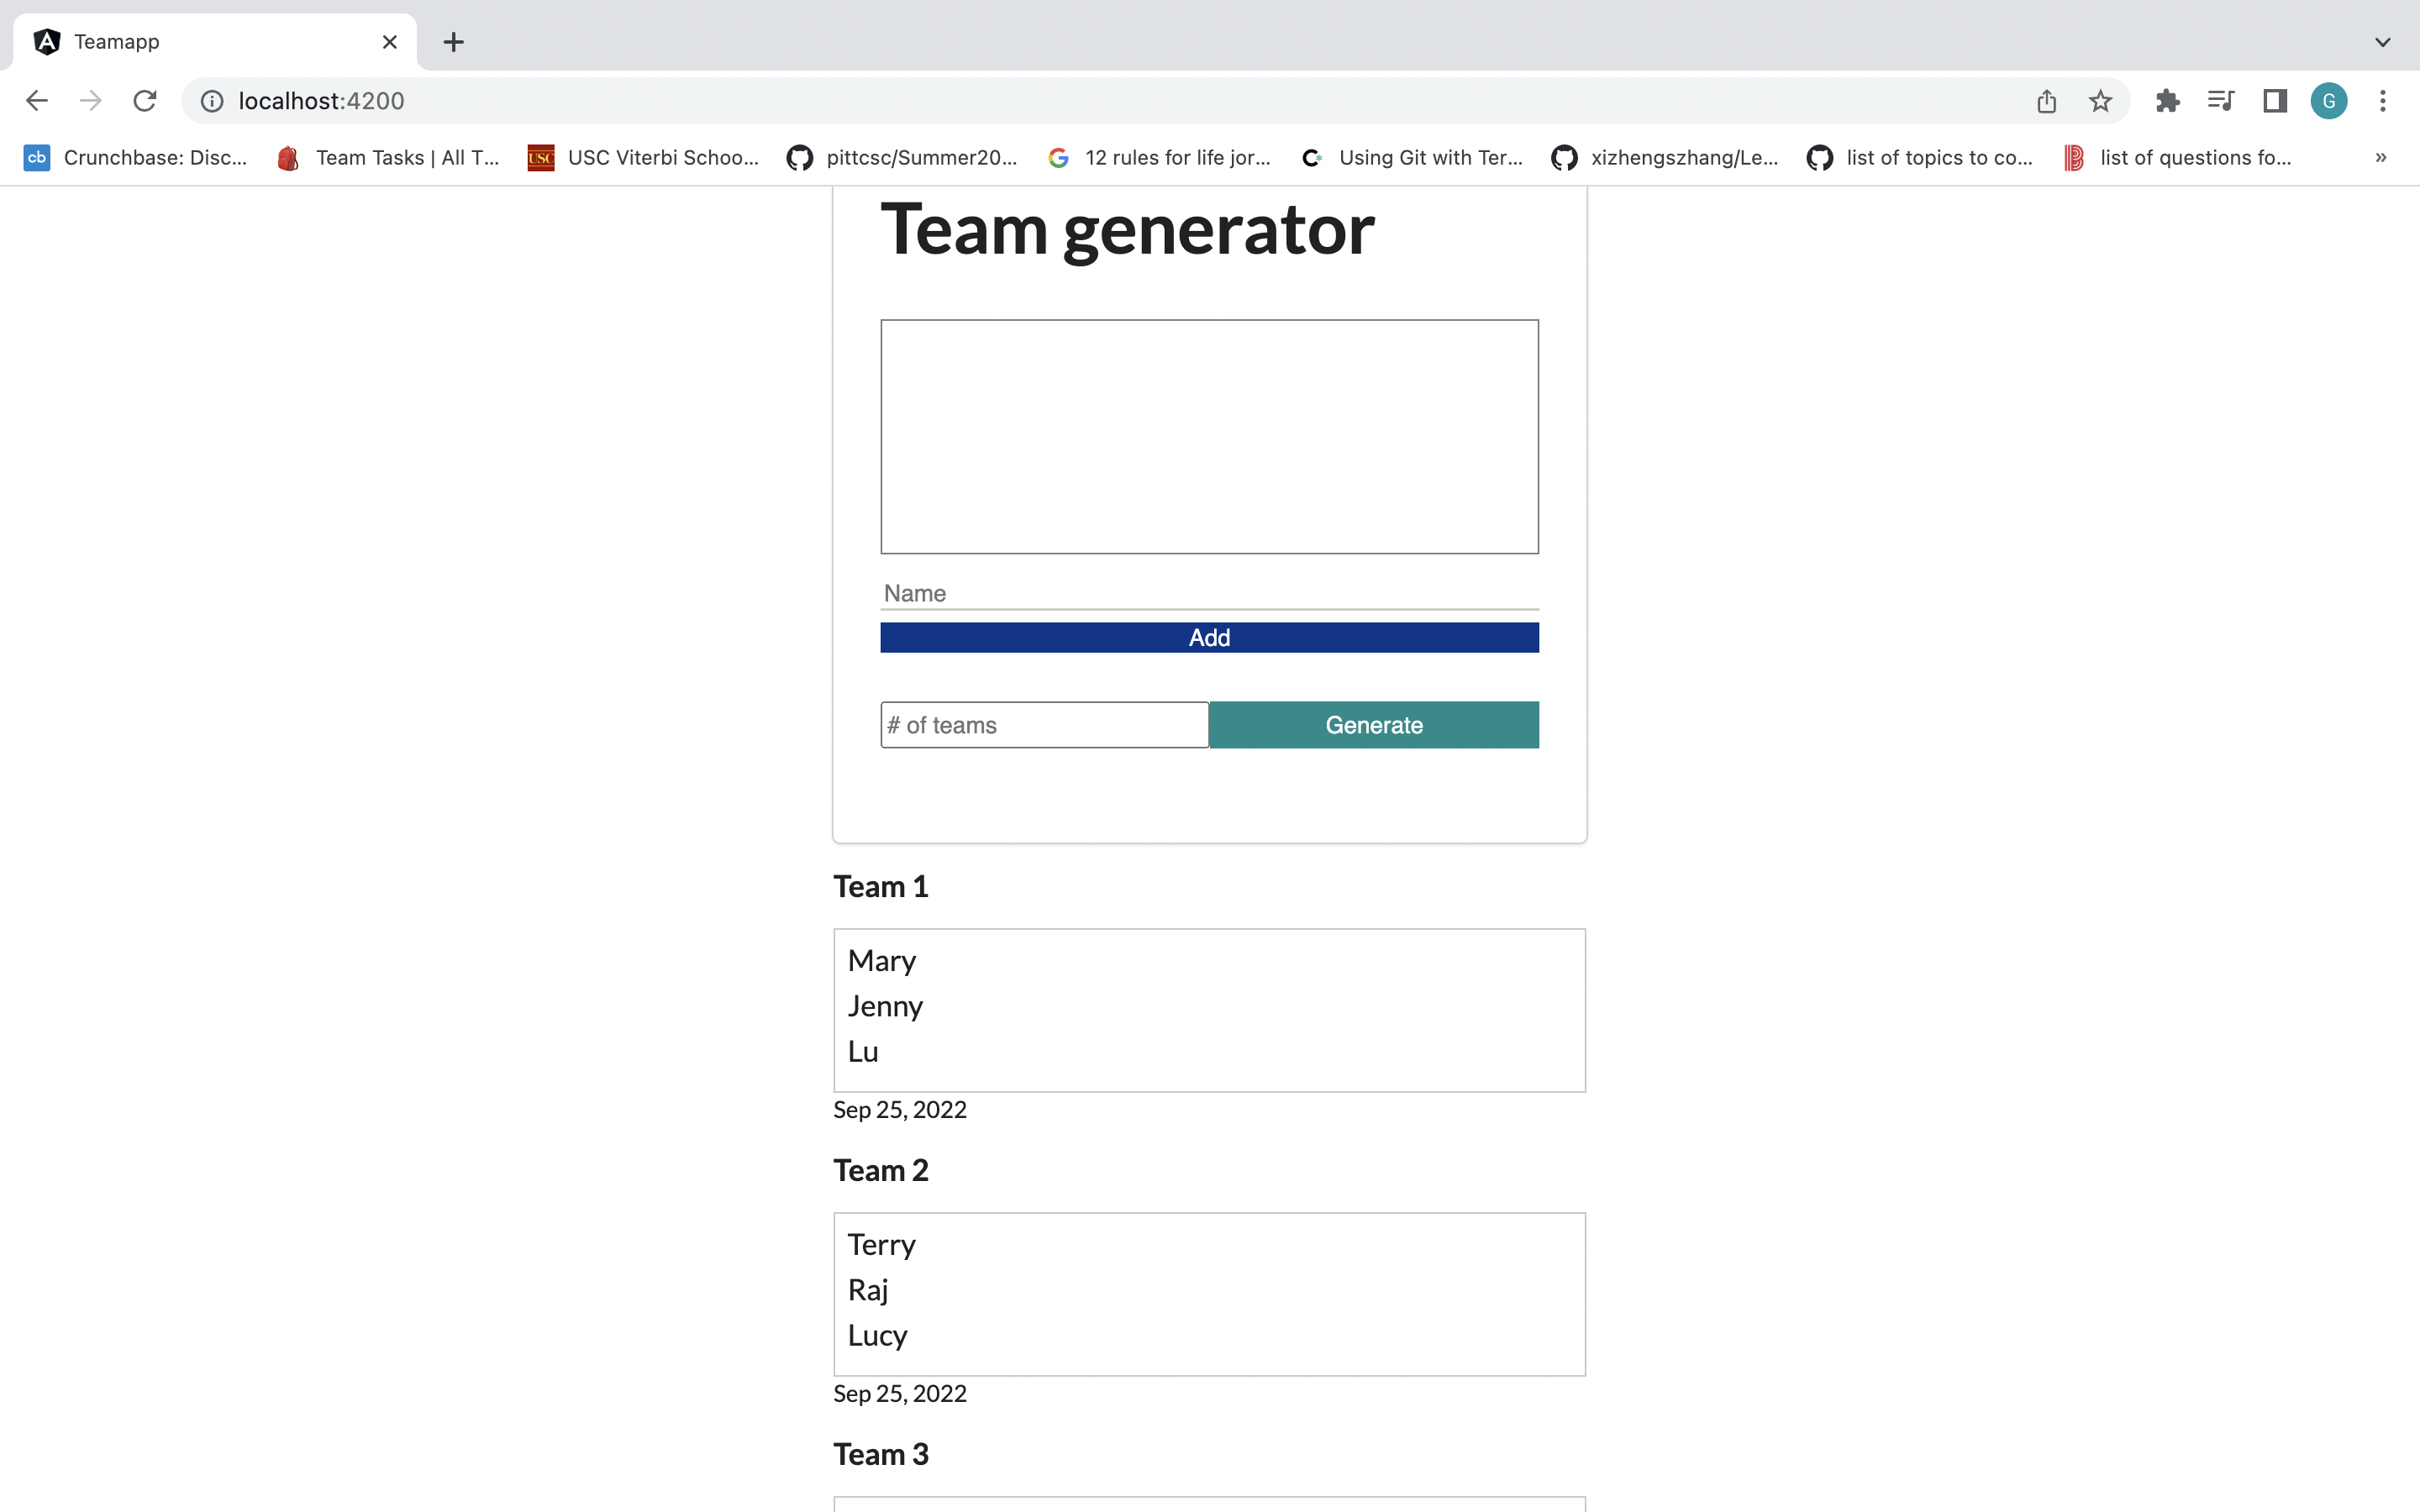 Teamapp
localhost:4200
G
cb Crunchbase: Disc... Team Tasks | All T... USC USC Viterbi Schoo... pittcsc/Summer20... 12 rules for life jor... Using Git with Ter... xizhengszhang/Le... list of topics to co... list of questions fo... »
Team generator
Name
Add
# of teams Generate
Team 1
Mary
Jenny
Lu
Sep 25, 2022
Team 2
Terry
Raj
Lucy
Sep 25, 2022
Team 3